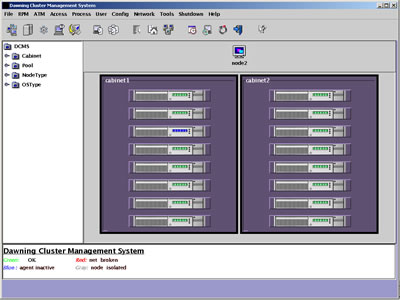 Dawning Cluster Management System
File RPM ATM Access Process User Config Network Tools Shutdown Help
DCMS
Cabinet
Pool
NodeType
OSType
node2
cabinet1
cabinet2
Dawning Cluster Management System
Green: OK Red: net broken
Blue: agent inactive Gray: node isolated